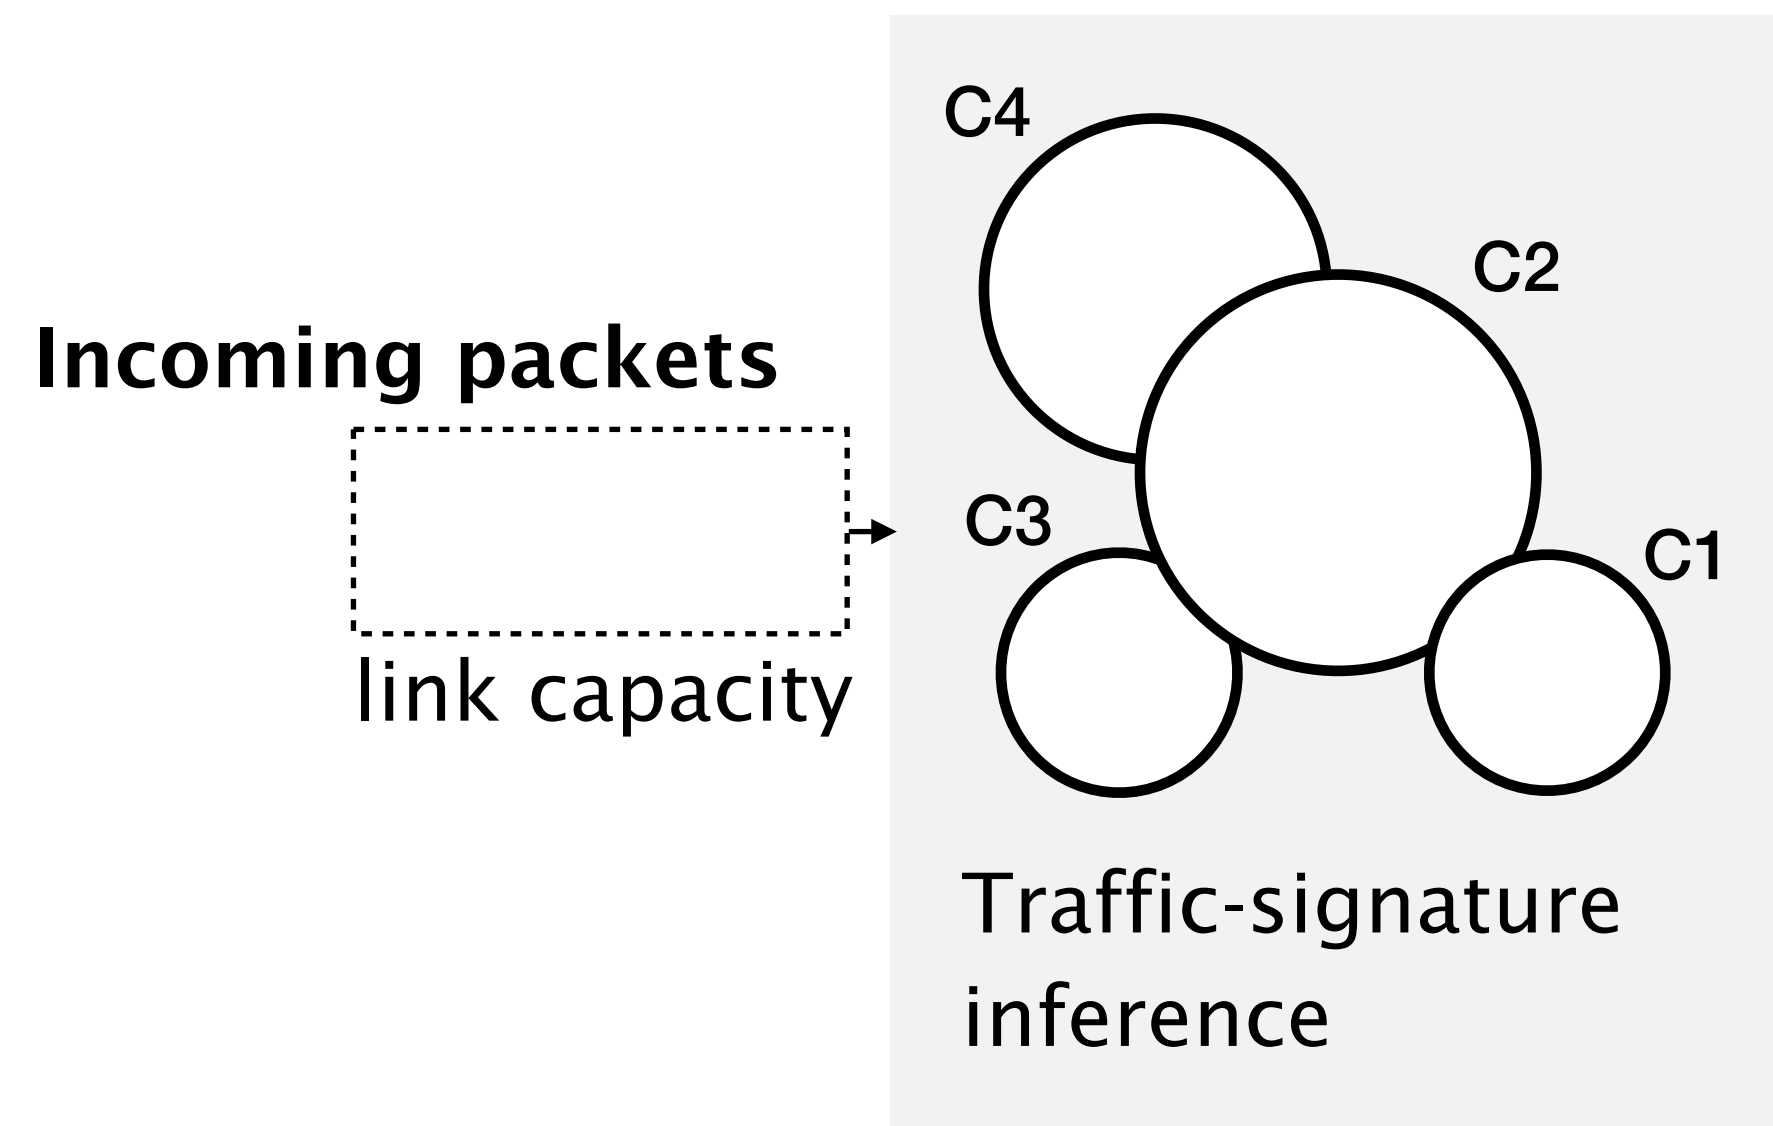 Incoming packets
link capacity
C4
C2
C3
C1
Traffic-signature
inference